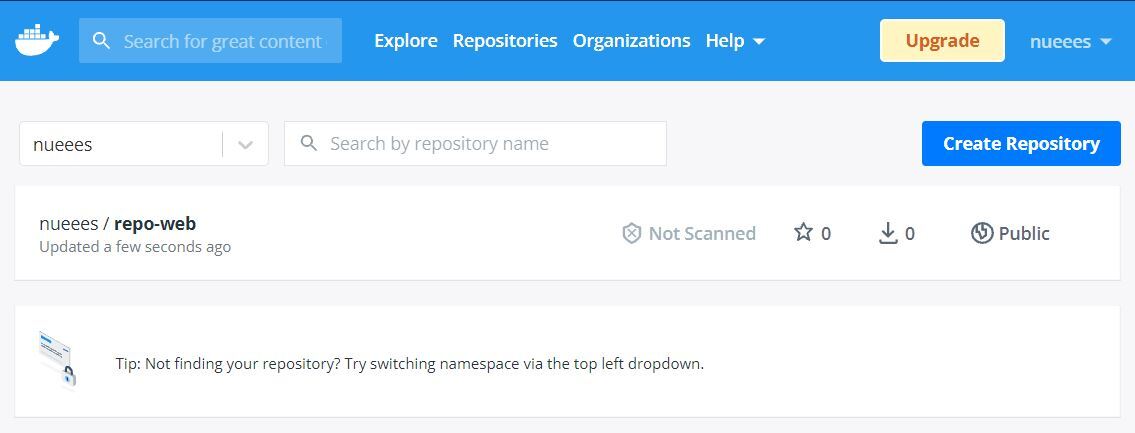 Search for great content Explore Repositories Organizations Help Upgrade nueees
nueees Search by repository name Create Repository
nueees / repo-web
Updated a few seconds ago
Not Scanned 0 0 Public
Tip: Not finding your repository? Try switching namespace via the top left dropdown.